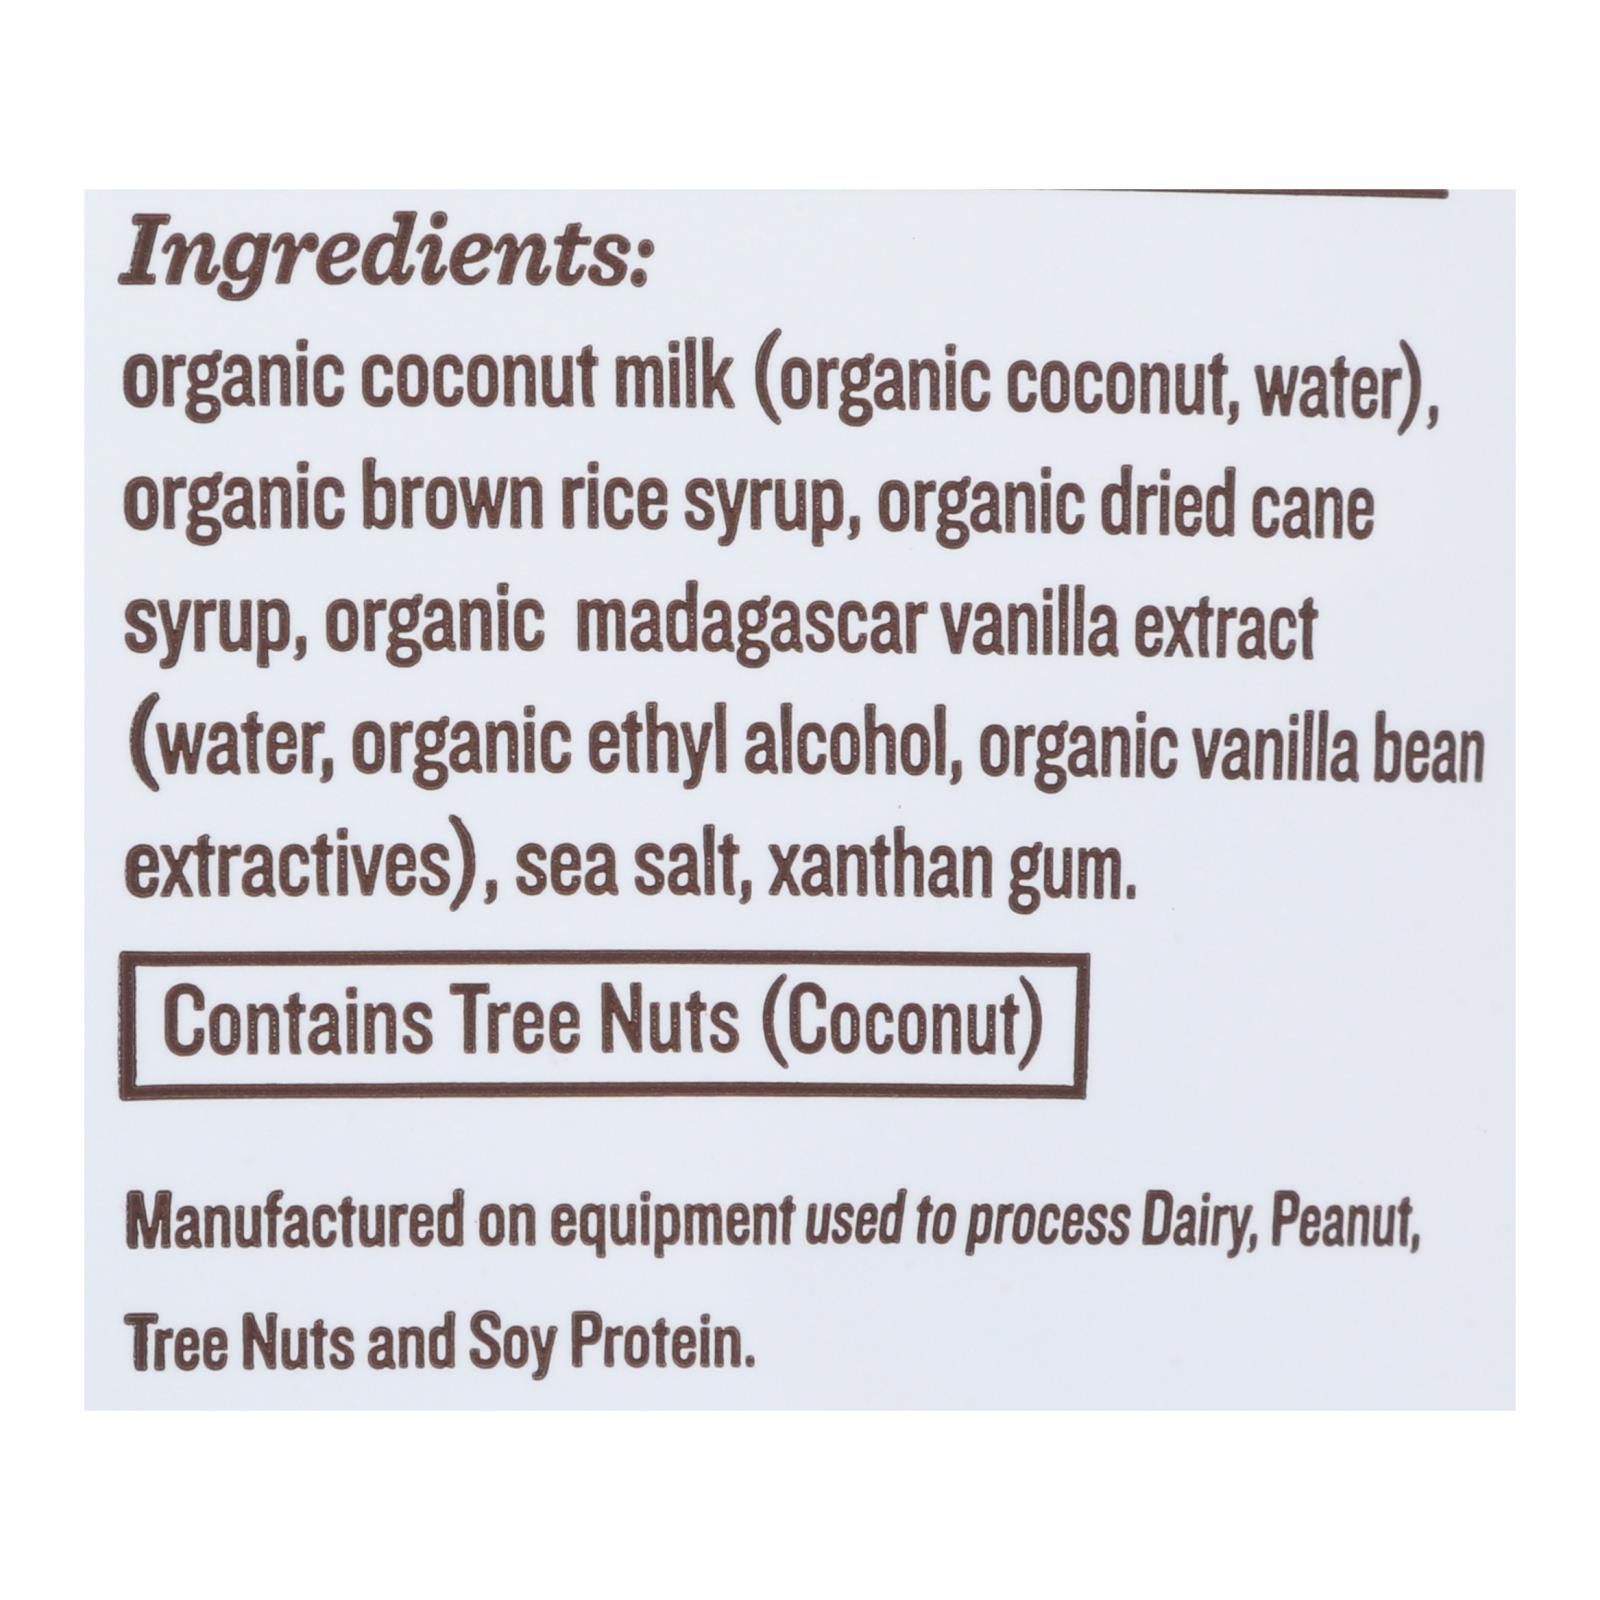 Ingredients:
organic coconut milk (organic coconut, water),
organic brown rice syrup, organic dried cane
syrup, organic madagascar vanilla extract
(water, organic ethyl alcohol, organic vanilla bean
extractives), sea salt, xanthan gum.
Contains Tree Nuts (Coconut)
Manufactured on equipment used to process Dairy, Peanut,
Tree Nuts and Soy Protein.